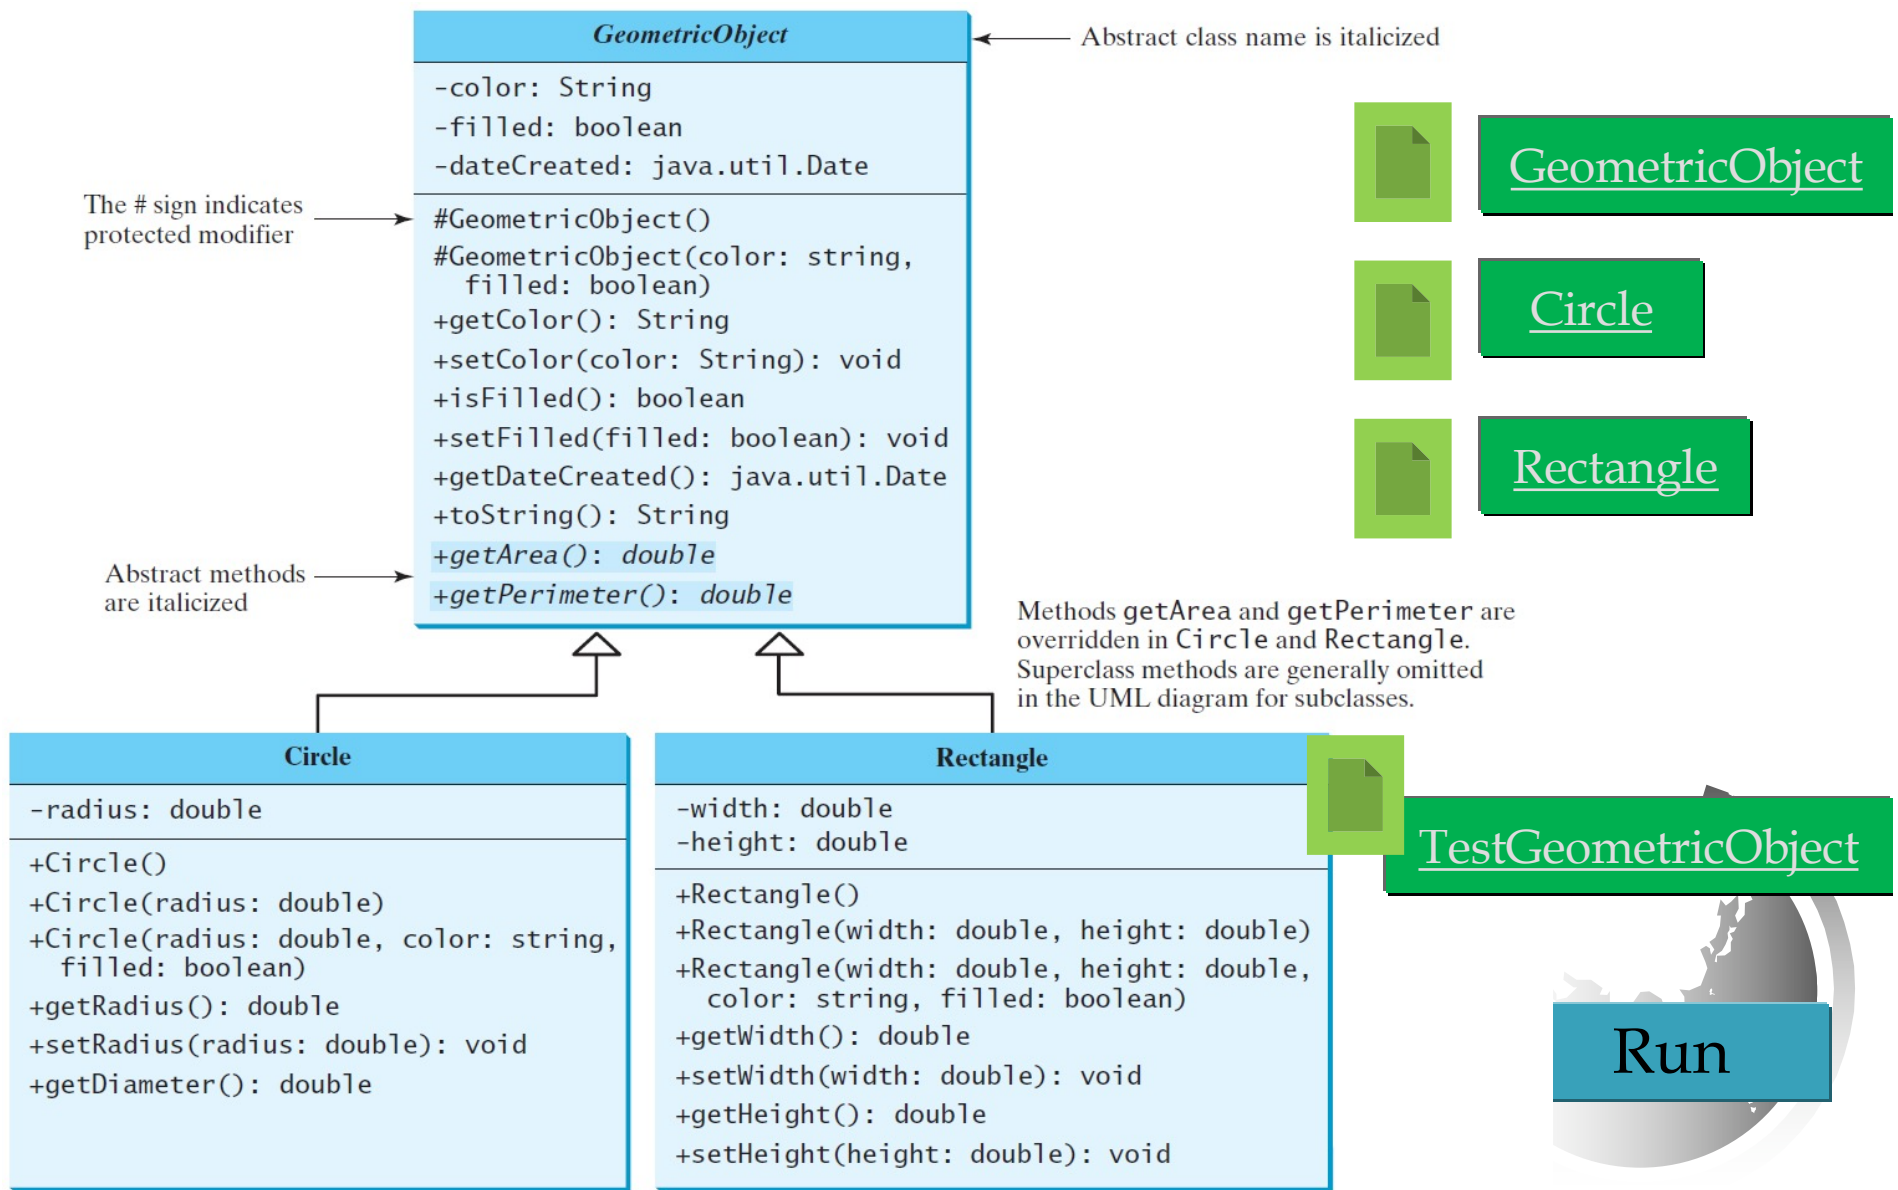 GeometricObject
Abstract class name is italicized
-color: String
-filled: boolean
-dateCreated: java.util.Date
The # sign indicates
protected modifier
#GeometricObject()
#GeometricObject(color: string,
filled: boolean)
+getColor(): String
+setColor(color: String): void
+isFilled(): boolean
+setFilled(filled: boolean): void
+getDateCreated(): java.util.Date
+toString(): String
+getArea(): double
+getPerimeter(): double
Abstract methods
are italicized
Methods getArea and getPerimeter are
overridden in Circle and Rectangle.
Superclass methods are generally omitted
in the UML diagram for subclasses.
Circle
-radius: double
+Circle()
+Circle(radius: double)
+Circle(radius: double, color: string,
filled: boolean)
+getRadius(): double
+setRadius(radius: double): void
+getDiameter(): double
Rectangle
-width: double
-height: double
+Rectangle()
+Rectangle(width: double, height: double)
+Rectangle(width: double, height: double,
color: string, filled: boolean)
+getWidth(): double
+setWidth(width: double): void
+getHeight(): double
+setHeight(height: double): void
GeometricObject
Circle
Rectangle
TestGeometricObject
Run